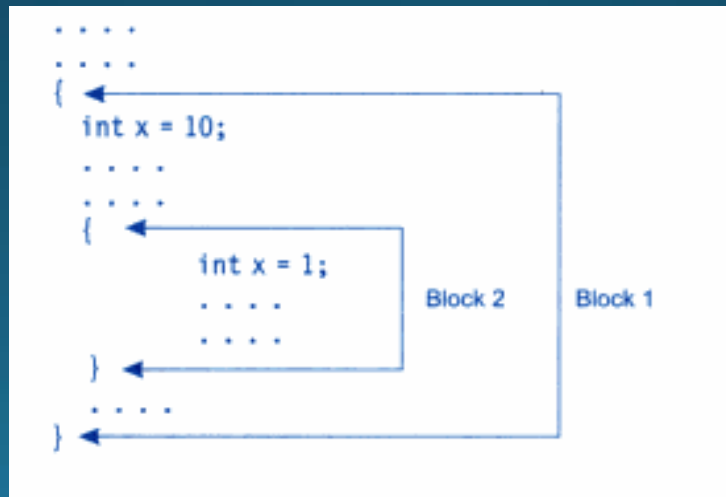 . . . .
. . . .
{
int x = 10;
. . . .
. . . .
{
int x = 1;
. . . .
Block 2
Block 1
. . . .
}
. . . .
}